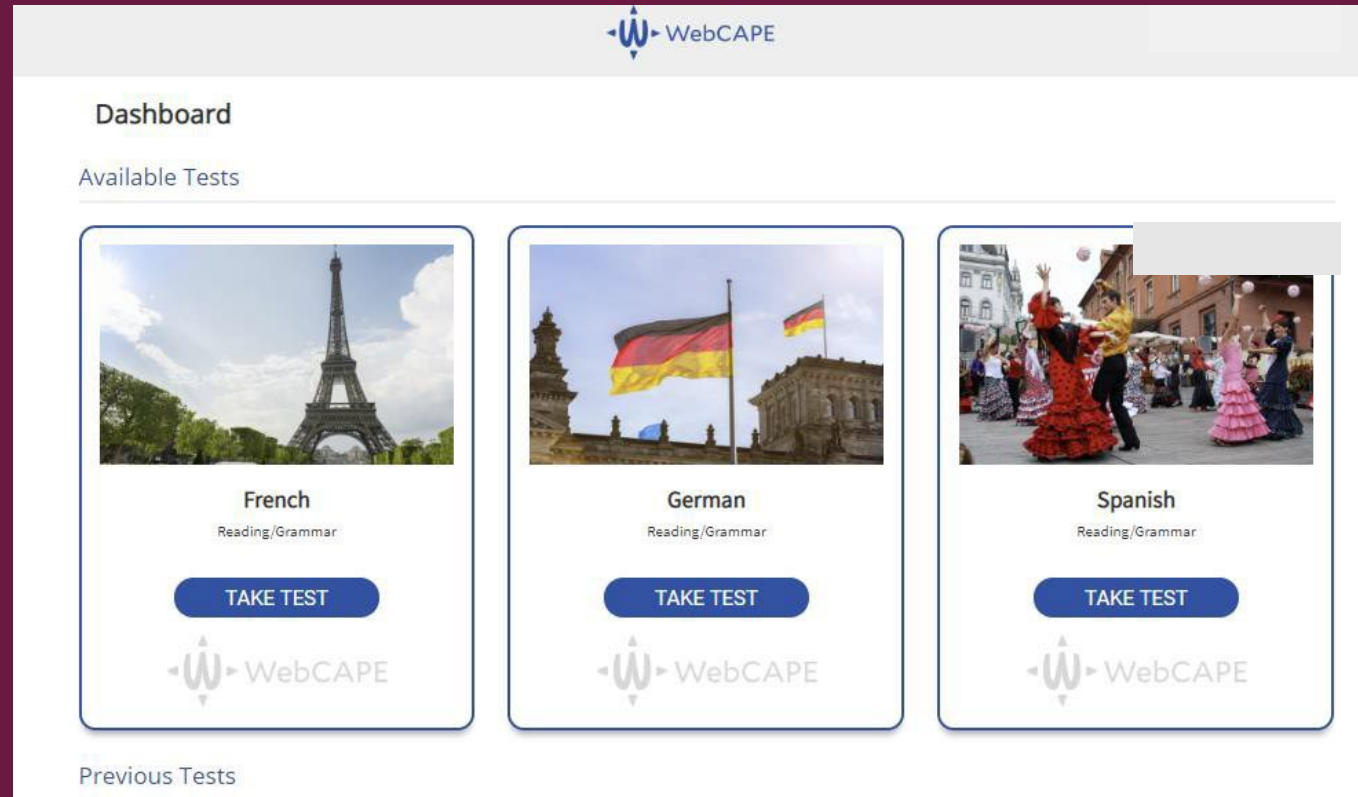 WebCAPE
Dashboard
Available Tests
French
Reading/Grammar
TAKE TEST
WebCAPE
German
Reading/Grammar
TAKE TEST
WebCAPE
Spanish
Reading/Grammar
TAKE TEST
WebCAPE
Previous Tests